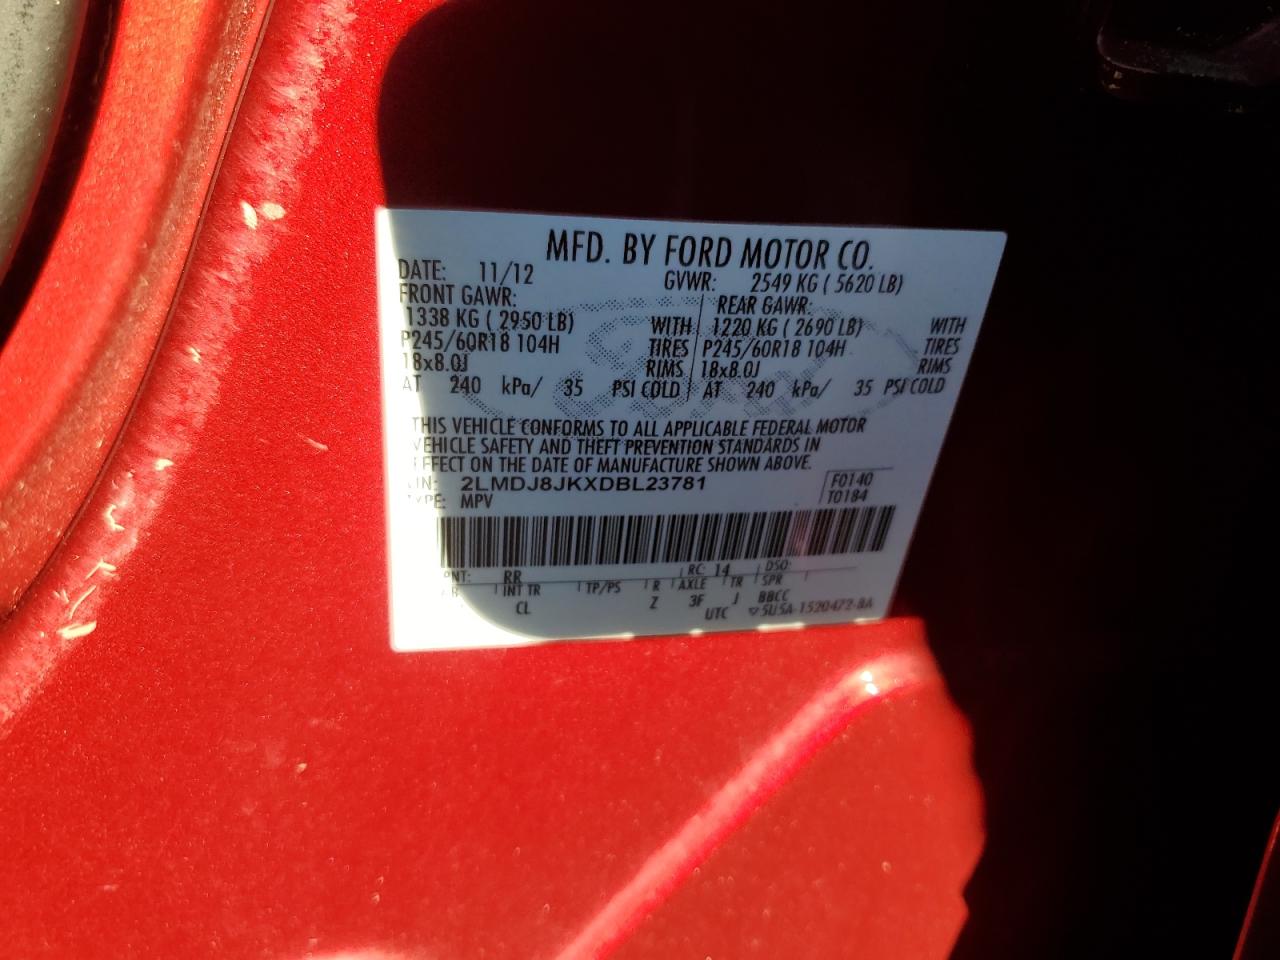 MFD. BY FORD MOTOR CO.
DATE: 11/12 GVWR: 2549 KG ( 5620 LB)
FRONT GAWR: REAR GAWR:
1338 KG ( 2950 LB) WITH 1220 KG ( 2690 LB) WITH
P245/60R18 104H TIRES P245/60R18 104H TIRES
18x8.0J RIMS 18x8.0J RIMS
AT 240 kPa/ 35 PSI COLD AT 240 kPa/ 35 PSI COLD
THIS VEHICLE CONFORMS TO ALL APPLICABLE FEDERAL MOTOR
VEHICLE SAFETY AND THEFT PREVENTION STANDARDS IN
EFFECT ON THE DATE OF MANUFACTURE SHOWN ABOVE.
VIN: 2LMDJ8JKXDBL23781 F0140
TYPE: MPV T0184
PNT: RR RC: 14 DSO:
INT TR TP/PS R AXLE TR SPR
CL Z 3F J BBCC
UTC ▽5U5A-1520472-BA